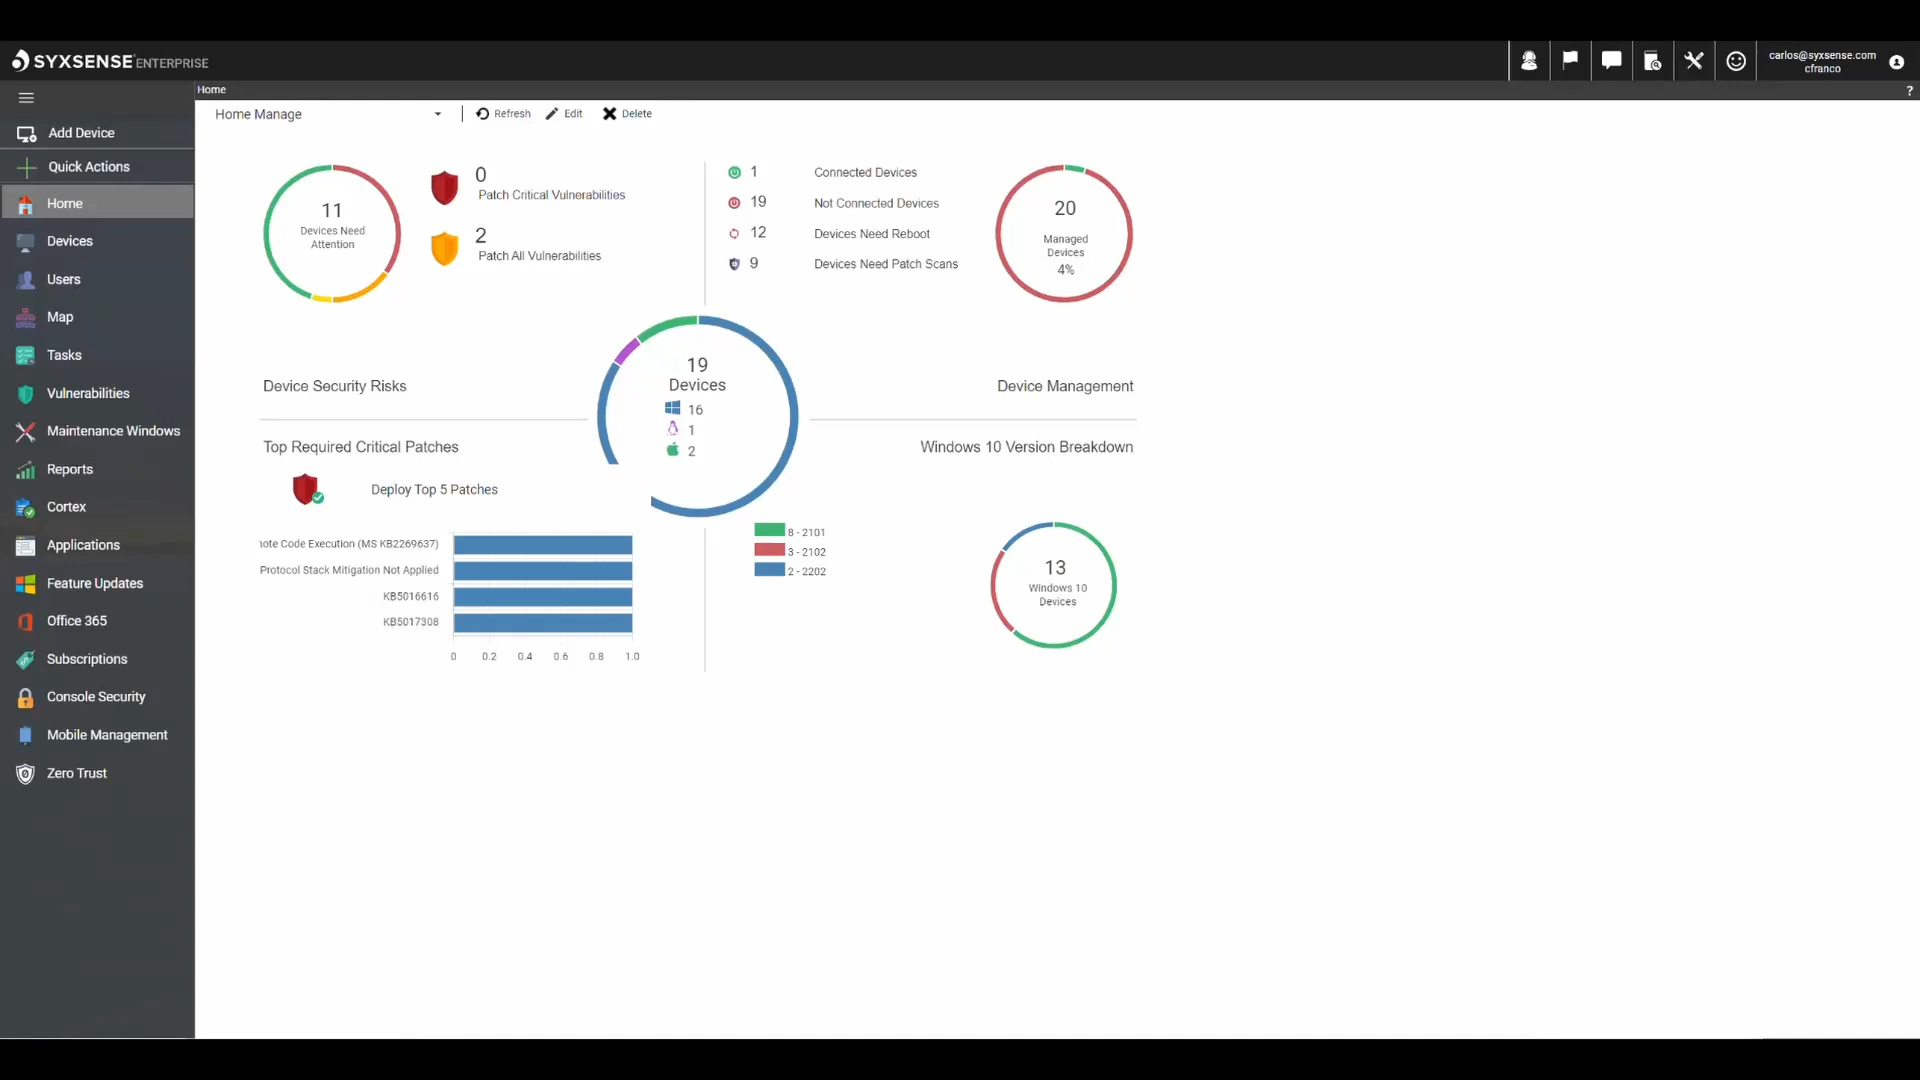 SYXSENSE ENTERPRISE
carlos@syxsense.com
cfranco
Home
?
Add Device
Quick Actions
Home
Devices
Users
Map
Tasks
Vulnerabilities
Maintenance Windows
Reports
Cortex
Applications
Feature Updates
Office 365
Subscriptions
Console Security
Mobile Management
Zero Trust
Home Manage
Refresh
Edit
Delete
11
Devices Need
Attention
0
Patch Critical Vulnerabilities
2
Patch All Vulnerabilities
1 Connected Devices
19 Not Connected Devices
12 Devices Need Reboot
9 Devices Need Patch Scans
20
Managed
Devices
4%
Device Security Risks
19
Devices
16
1
2
Device Management
Top Required Critical Patches
Deploy Top 5 Patches
ote Code Execution (MS KB2269637)
Protocol Stack Mitigation Not Applied
KB5016616
KB5017308
0 0.2 0.4 0.6 0.8 1.0
Windows 10 Version Breakdown
8 - 2101
3 - 2102
2 - 2202
13
Windows 10
Devices